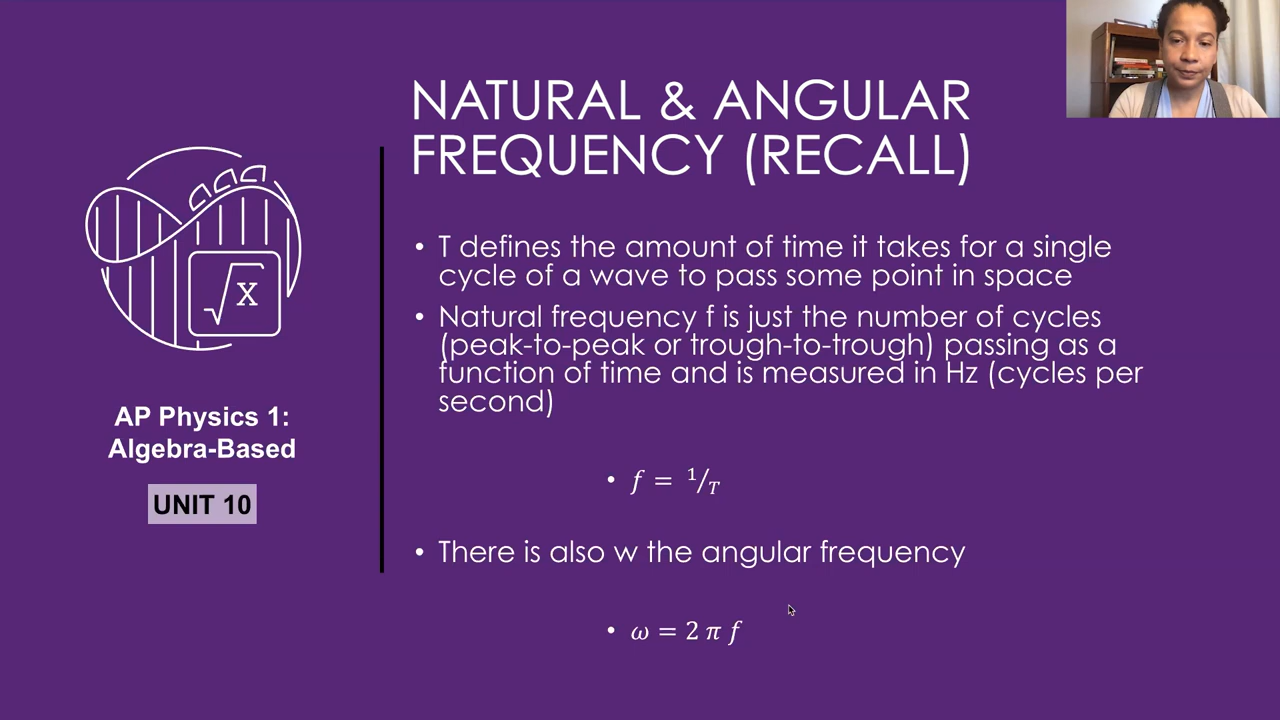 NATURAL & ANGULAR
FREQUENCY (RECALL)
• T defines the amount of time it takes for a single
cycle of a wave to pass some point in space
• Natural frequency f is just the number of cycles
(peak-to-peak or trough-to-trough) passing as a
function of time and is measured in Hz (cycles per
second)
• f = 1/T
• There is also w the angular frequency
• ω = 2 π f
√x
AP Physics 1:
Algebra-Based
UNIT 10